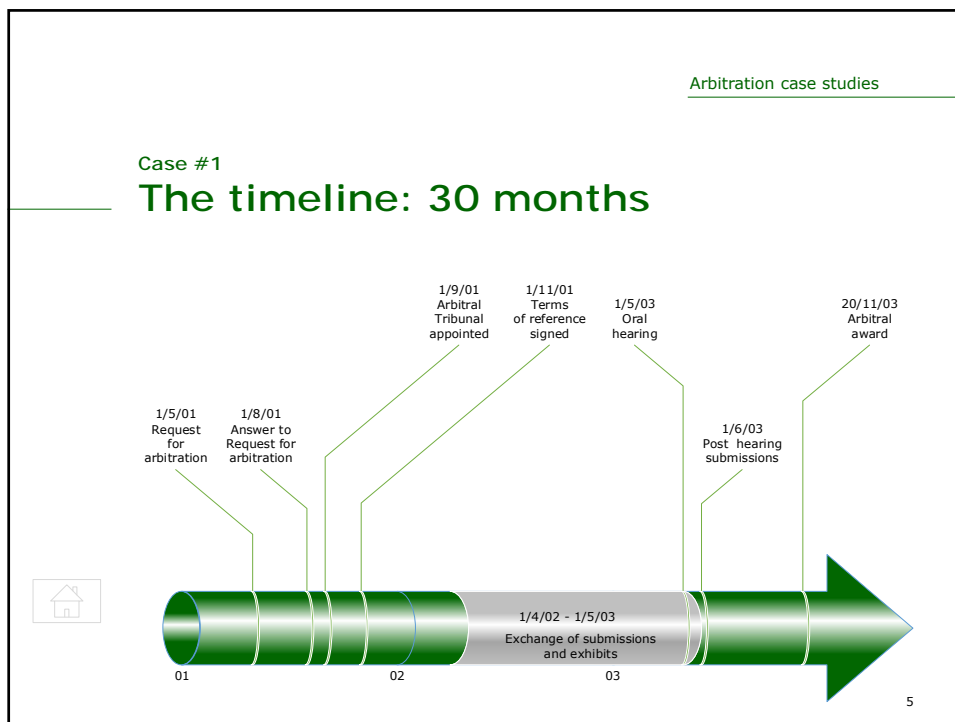 Arbitration case studies
Case #1
The timeline: 30 months
1/5/01
Request
for
arbitration
1/8/01
Answer to
Request for
arbitration
1/9/01
Arbitral
Tribunal
appointed
1/11/01
Terms
of reference
signed
1/5/03
Oral
hearing
1/6/03
Post hearing
submissions
20/11/03
Arbitral
award
1/4/02 - 1/5/03
Exchange of submissions
and exhibits
01
02
03
5